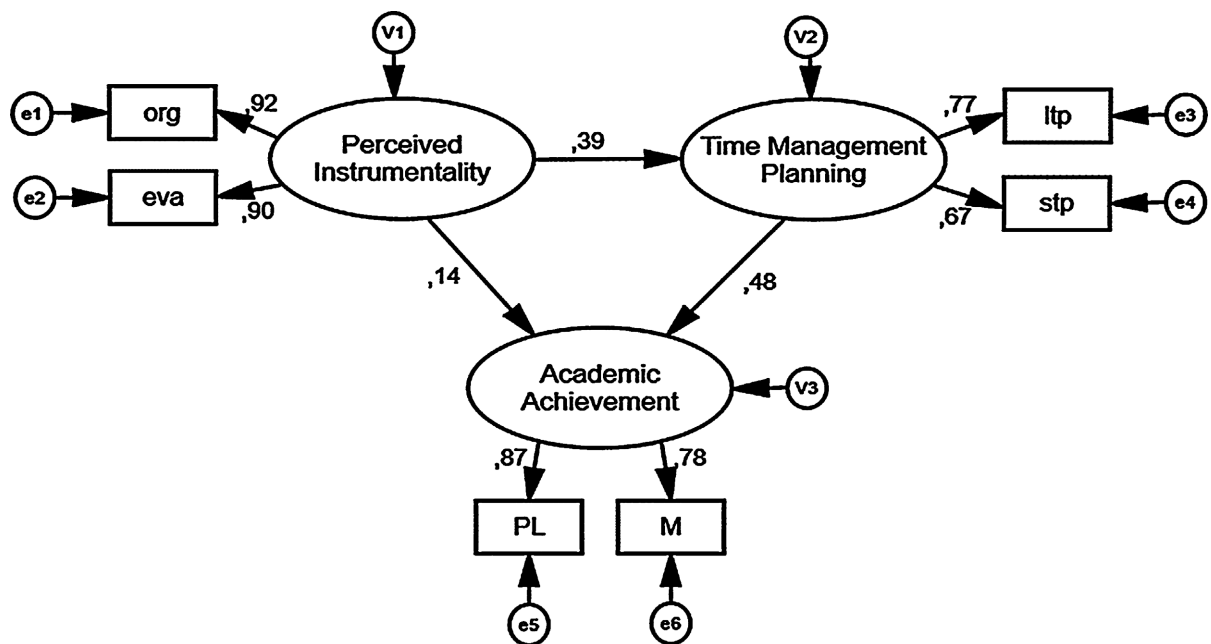 V1
V2
e1
org
,92
Perceived
Instrumentality
,39
Time Management
Planning
,77
ltp
e3
e2
eva
,90
,67
stp
e4
,14
,48
Academic
Achievement
V3
,87
,78
PL
M
e5
e6